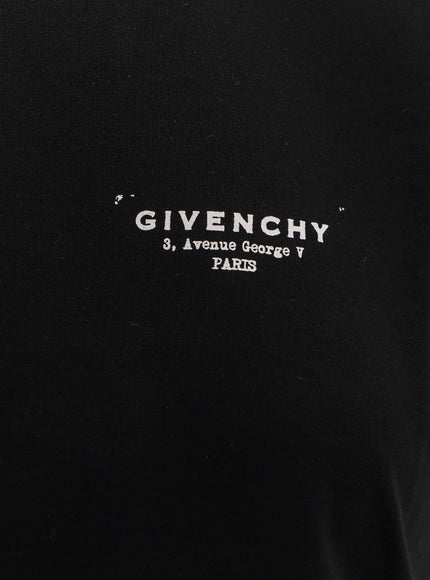 GIVENCHY
3, Avenue George V
PARIS